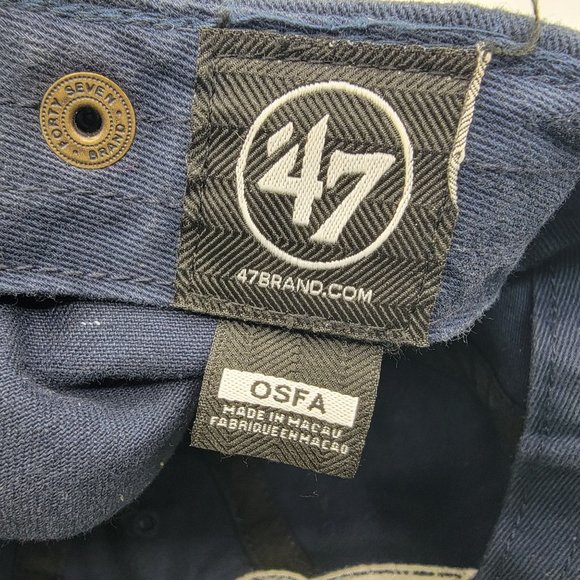 FORTY SEVEN
BRAND
'47
47BRAND.COM
OSFA
MADE IN MACAU
FABRIQUE EN MACAO